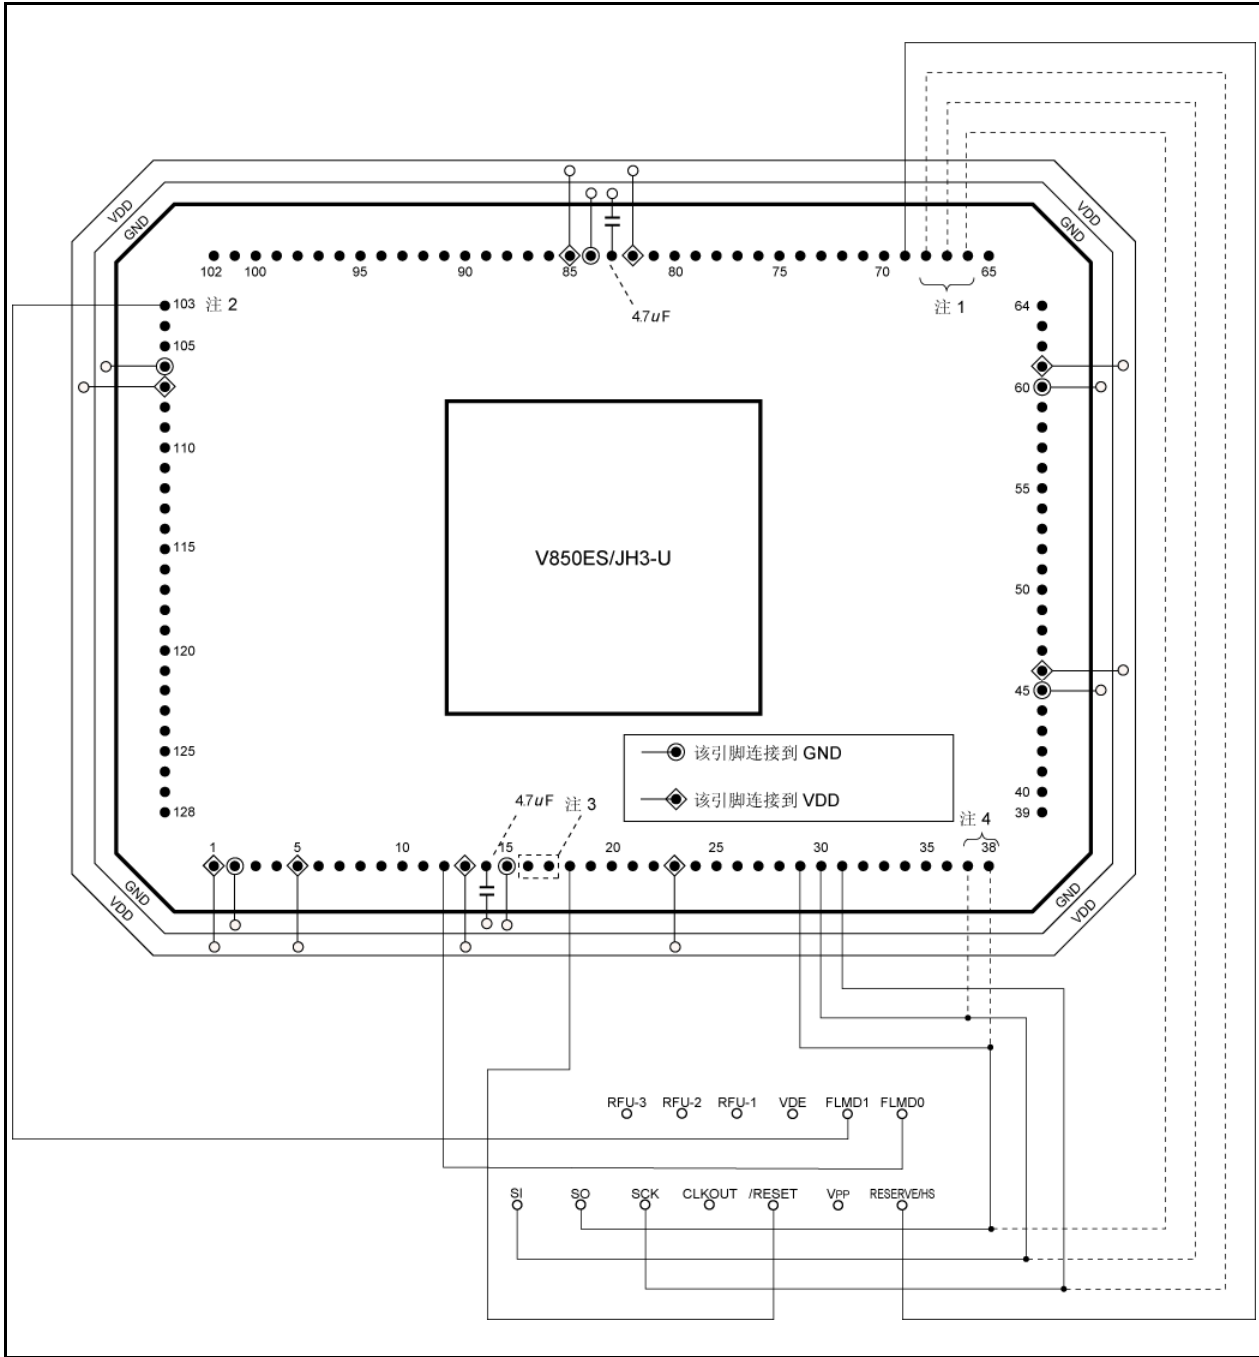 VDD
GND
VDD
GND
102 100 95 90 85 80 75 70 65
4.7uF
注 1
103 注 2
64
105
60
110
55
115
V850ES/JH3-U
50
120
45
该引脚连接到 GND
125
该引脚连接到 VDD
40
128
4.7uF 注 3
注 4
39
1 5 10 15 20 25 30 35 38
GND
VDD
GND
VDD
RFU-3 RFU-2 RFU-1 VDE FLMD1 FLMD0
SI SO SCK CLKOUT /RESET VPP RESERVE/HS